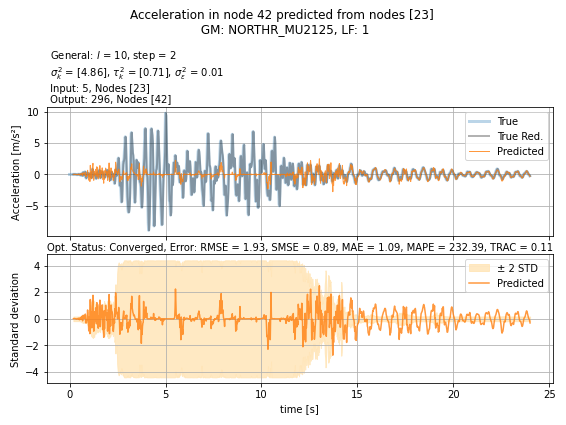 Acceleration in node 42 predicted from nodes [23]
GM: NORTHR_MU2125, LF: 1
General: l = 10, step = 2
σ²ₖ = [4.86], τ²ₖ = [0.71], σ²ε = 0.01
Input: 5, Nodes [23]
Output: 296, Nodes [42]
Acceleration [m/s²]
10
5
0
−5
True
True Red.
Predicted
Opt. Status: Converged, Error: RMSE = 1.93, SMSE = 0.89, MAE = 1.09, MAPE = 232.39, TRAC = 0.11
Standard deviation
4
2
0
−2
−4
± 2 STD
Predicted
0 5 10 15 20 25
time [s]